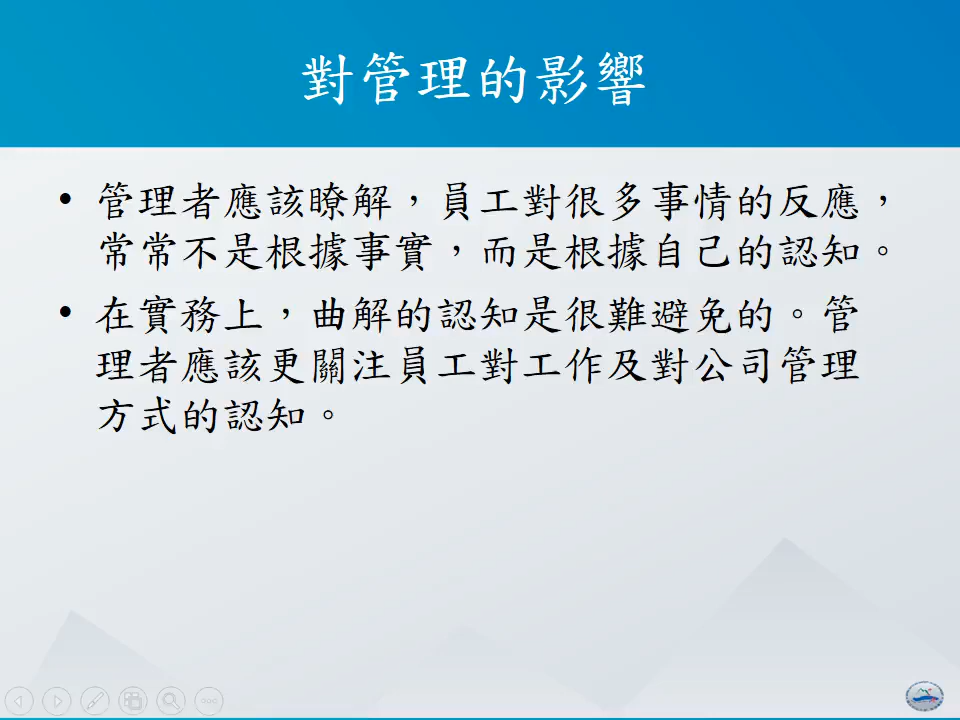 對管理的影響
• 管理者應該瞭解，員工對很多事情的反應，
常常不是根據事實，而是根據自己的認知。
• 在實務上，曲解的認知是很難避免的。管
理者應該更關注員工對工作及對公司管理
方式的認知。